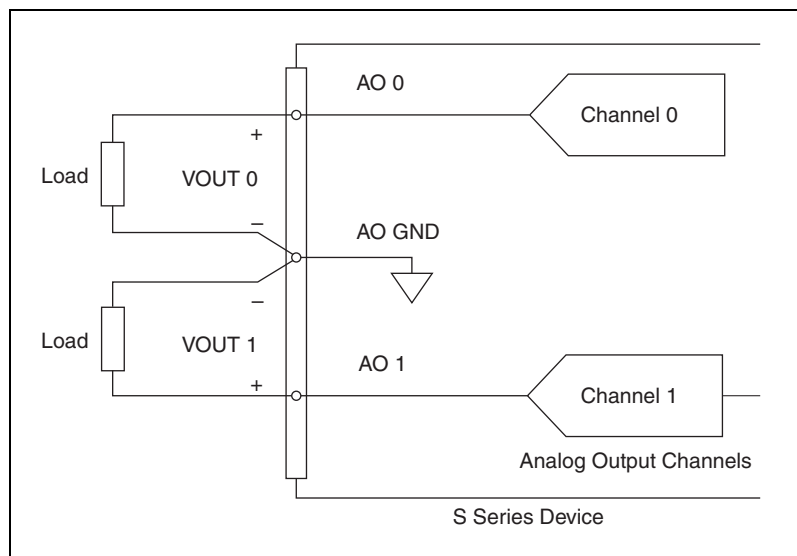 AO 0
Channel 0
+
Load
VOUT 0
–
AO GND
–
Load
VOUT 1
+
AO 1
Channel 1
Analog Output Channels
S Series Device